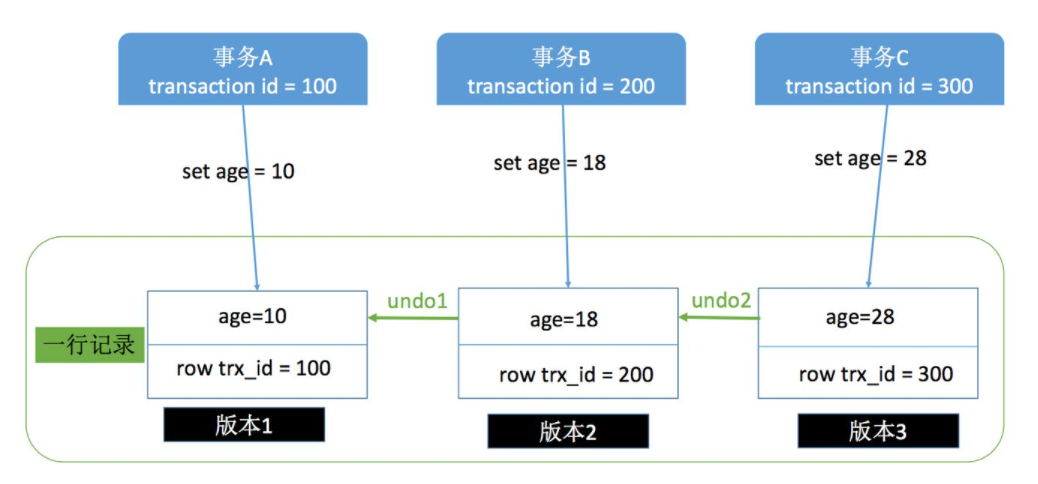 事务A
transaction id = 100
事务B
transaction id = 200
事务C
transaction id = 300
set age = 10
set age = 18
set age = 28
undo1
undo2
一行记录
age=10
row trx_id = 100
版本1
age=18
row trx_id = 200
版本2
age=28
row trx_id = 300
版本3